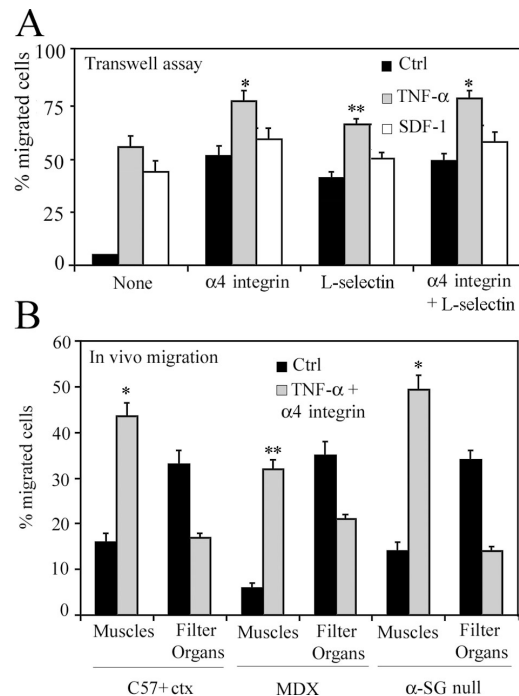 A
Transwell assay
100
75
50
25
0
% migrated cells
Ctrl
TNF-α
SDF-1
*
**
*
None
α4 integrin
L-selectin
α4 integrin
+ L-selectin
B
In vivo migration
60
50
40
30
20
10
0
% migrated cells
Ctrl
TNF-α +
α4 integrin
*
**
*
Muscles
Filter
Organs
Muscles
Filter
Organs
Muscles
Filter
Organs
C57+ctx
MDX
α-SG null